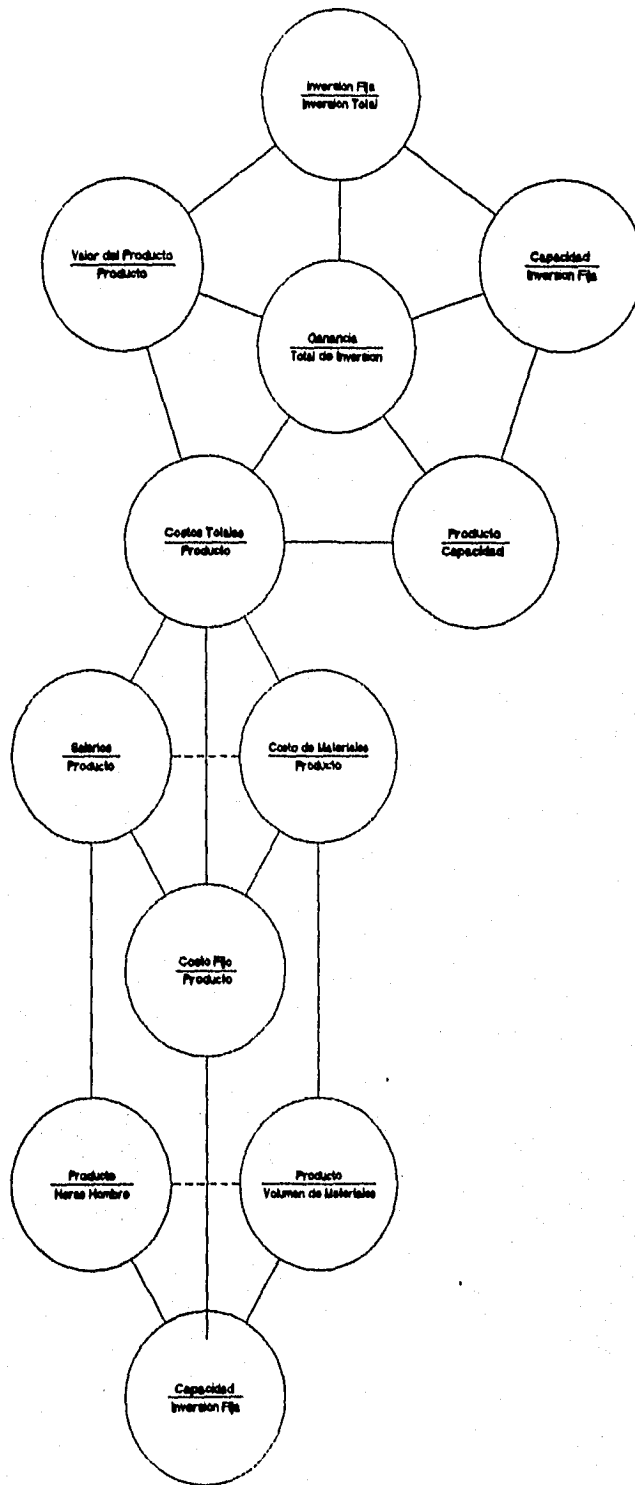 Inversion Fija
Inversion Total
Valor del Producto
Producto
Capacidad
Inversion Fija
Ganancia
Total de Inversion
Costos Totales
Producto
Producto
Capacidad
Salarios
Producto
Costo de Materiales
Producto
Costo Fijo
Producto
Producto
Horas Hombre
Producto
Volumen de Materiales
Capacidad
Inversion Fija